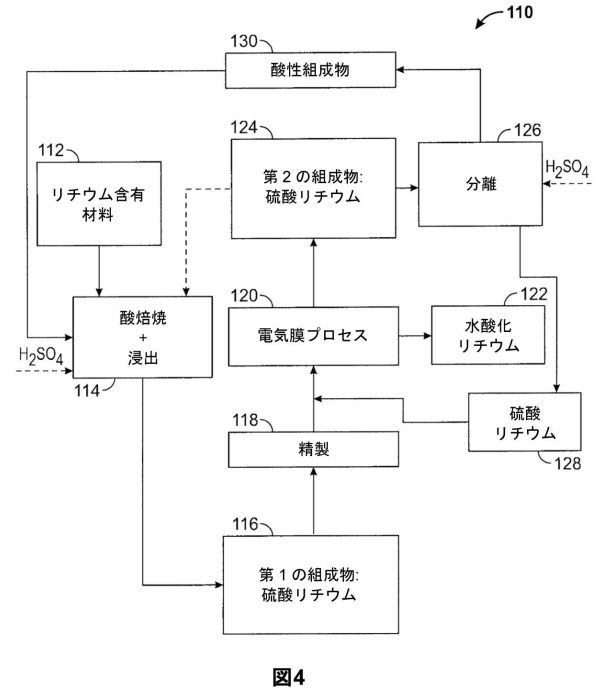 110
130
酸性組成物
124
126
112
第2の組成物:
硫酸リチウム
分離
H2SO4
リチウム含有
材料
120
122
酸焙焼
+
浸出
電気膜プロセス
水酸化
リチウム
H2SO4
114
118
硫酸
リチウム
精製
128
116
第1の組成物:
硫酸リチウム
図4